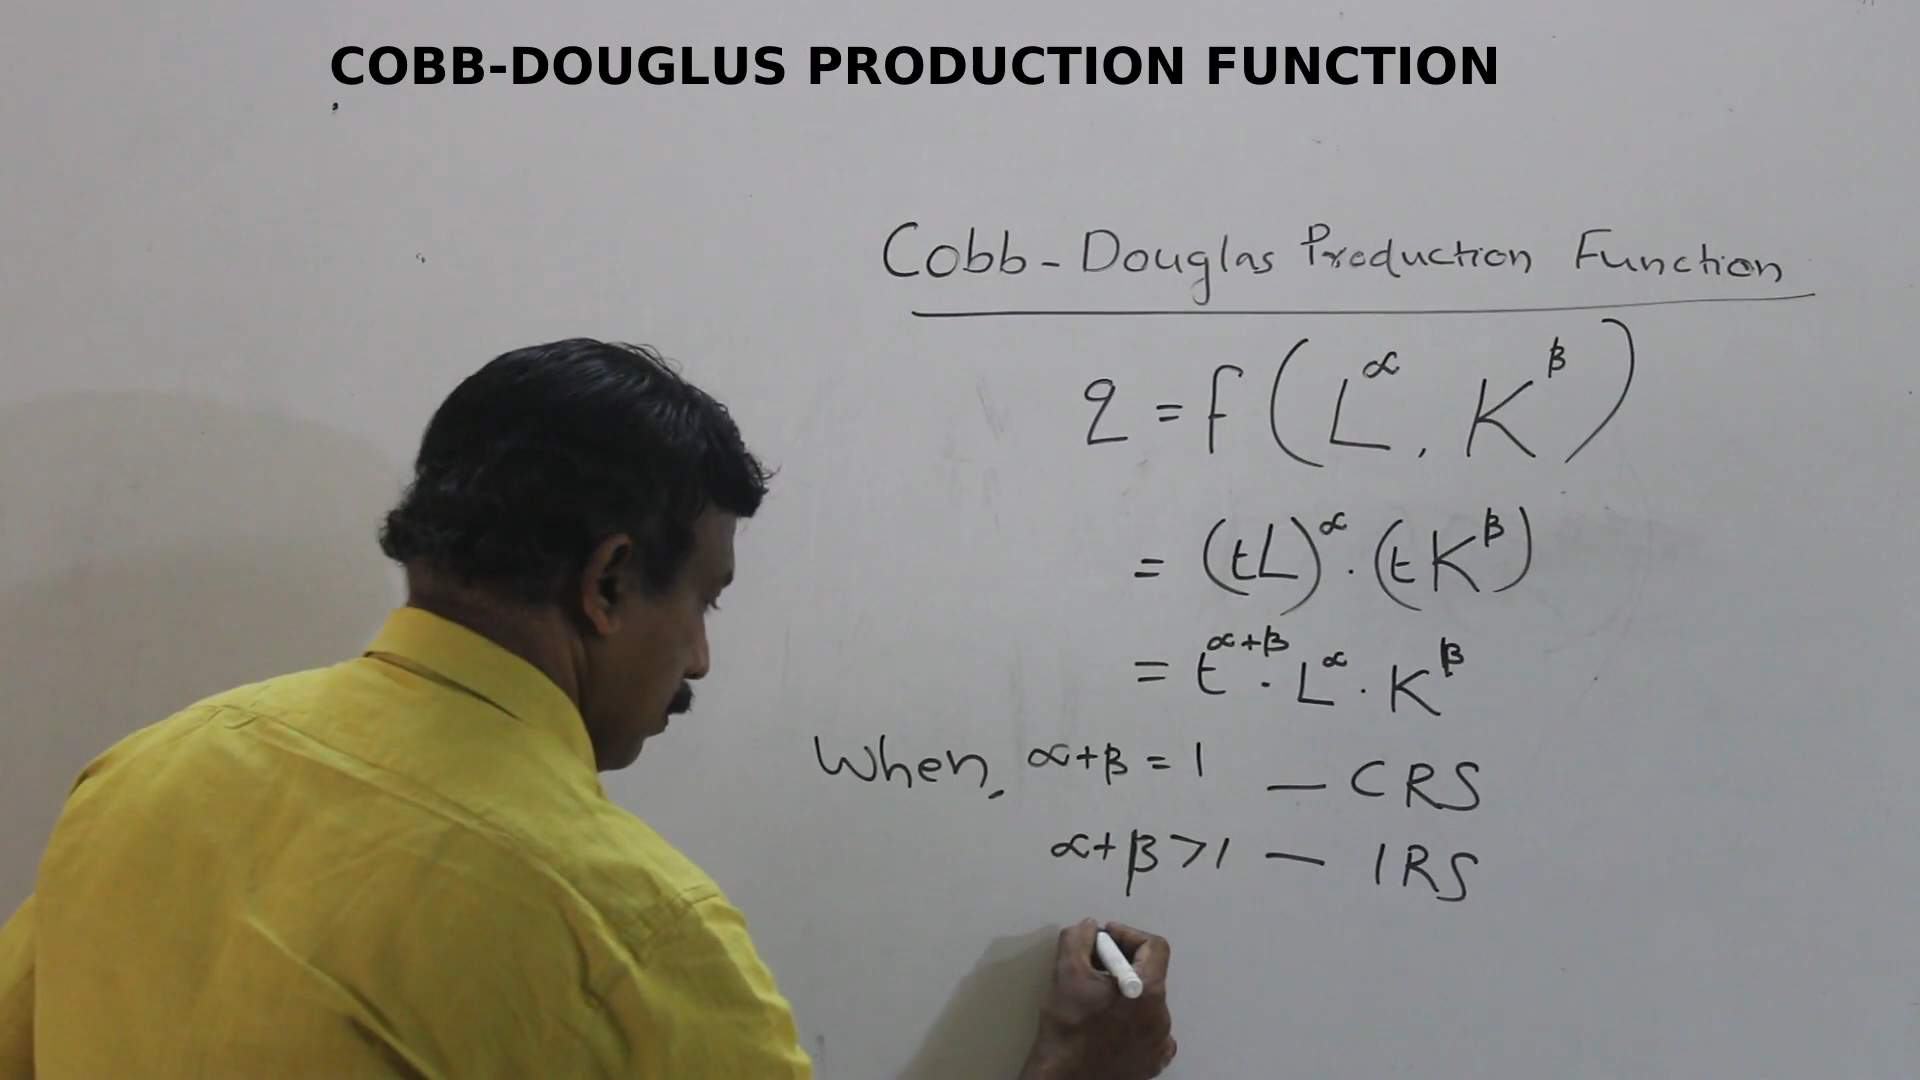 COBB-DOUGLUS PRODUCTION FUNCTION
Cobb-Douglas Production Function
q = f(L^α, K^β)
= (tL)^α . (tK^β)
= t^α+β . L^α . K^β
When, α+β = 1 — CRS
α+β > 1 — IRS